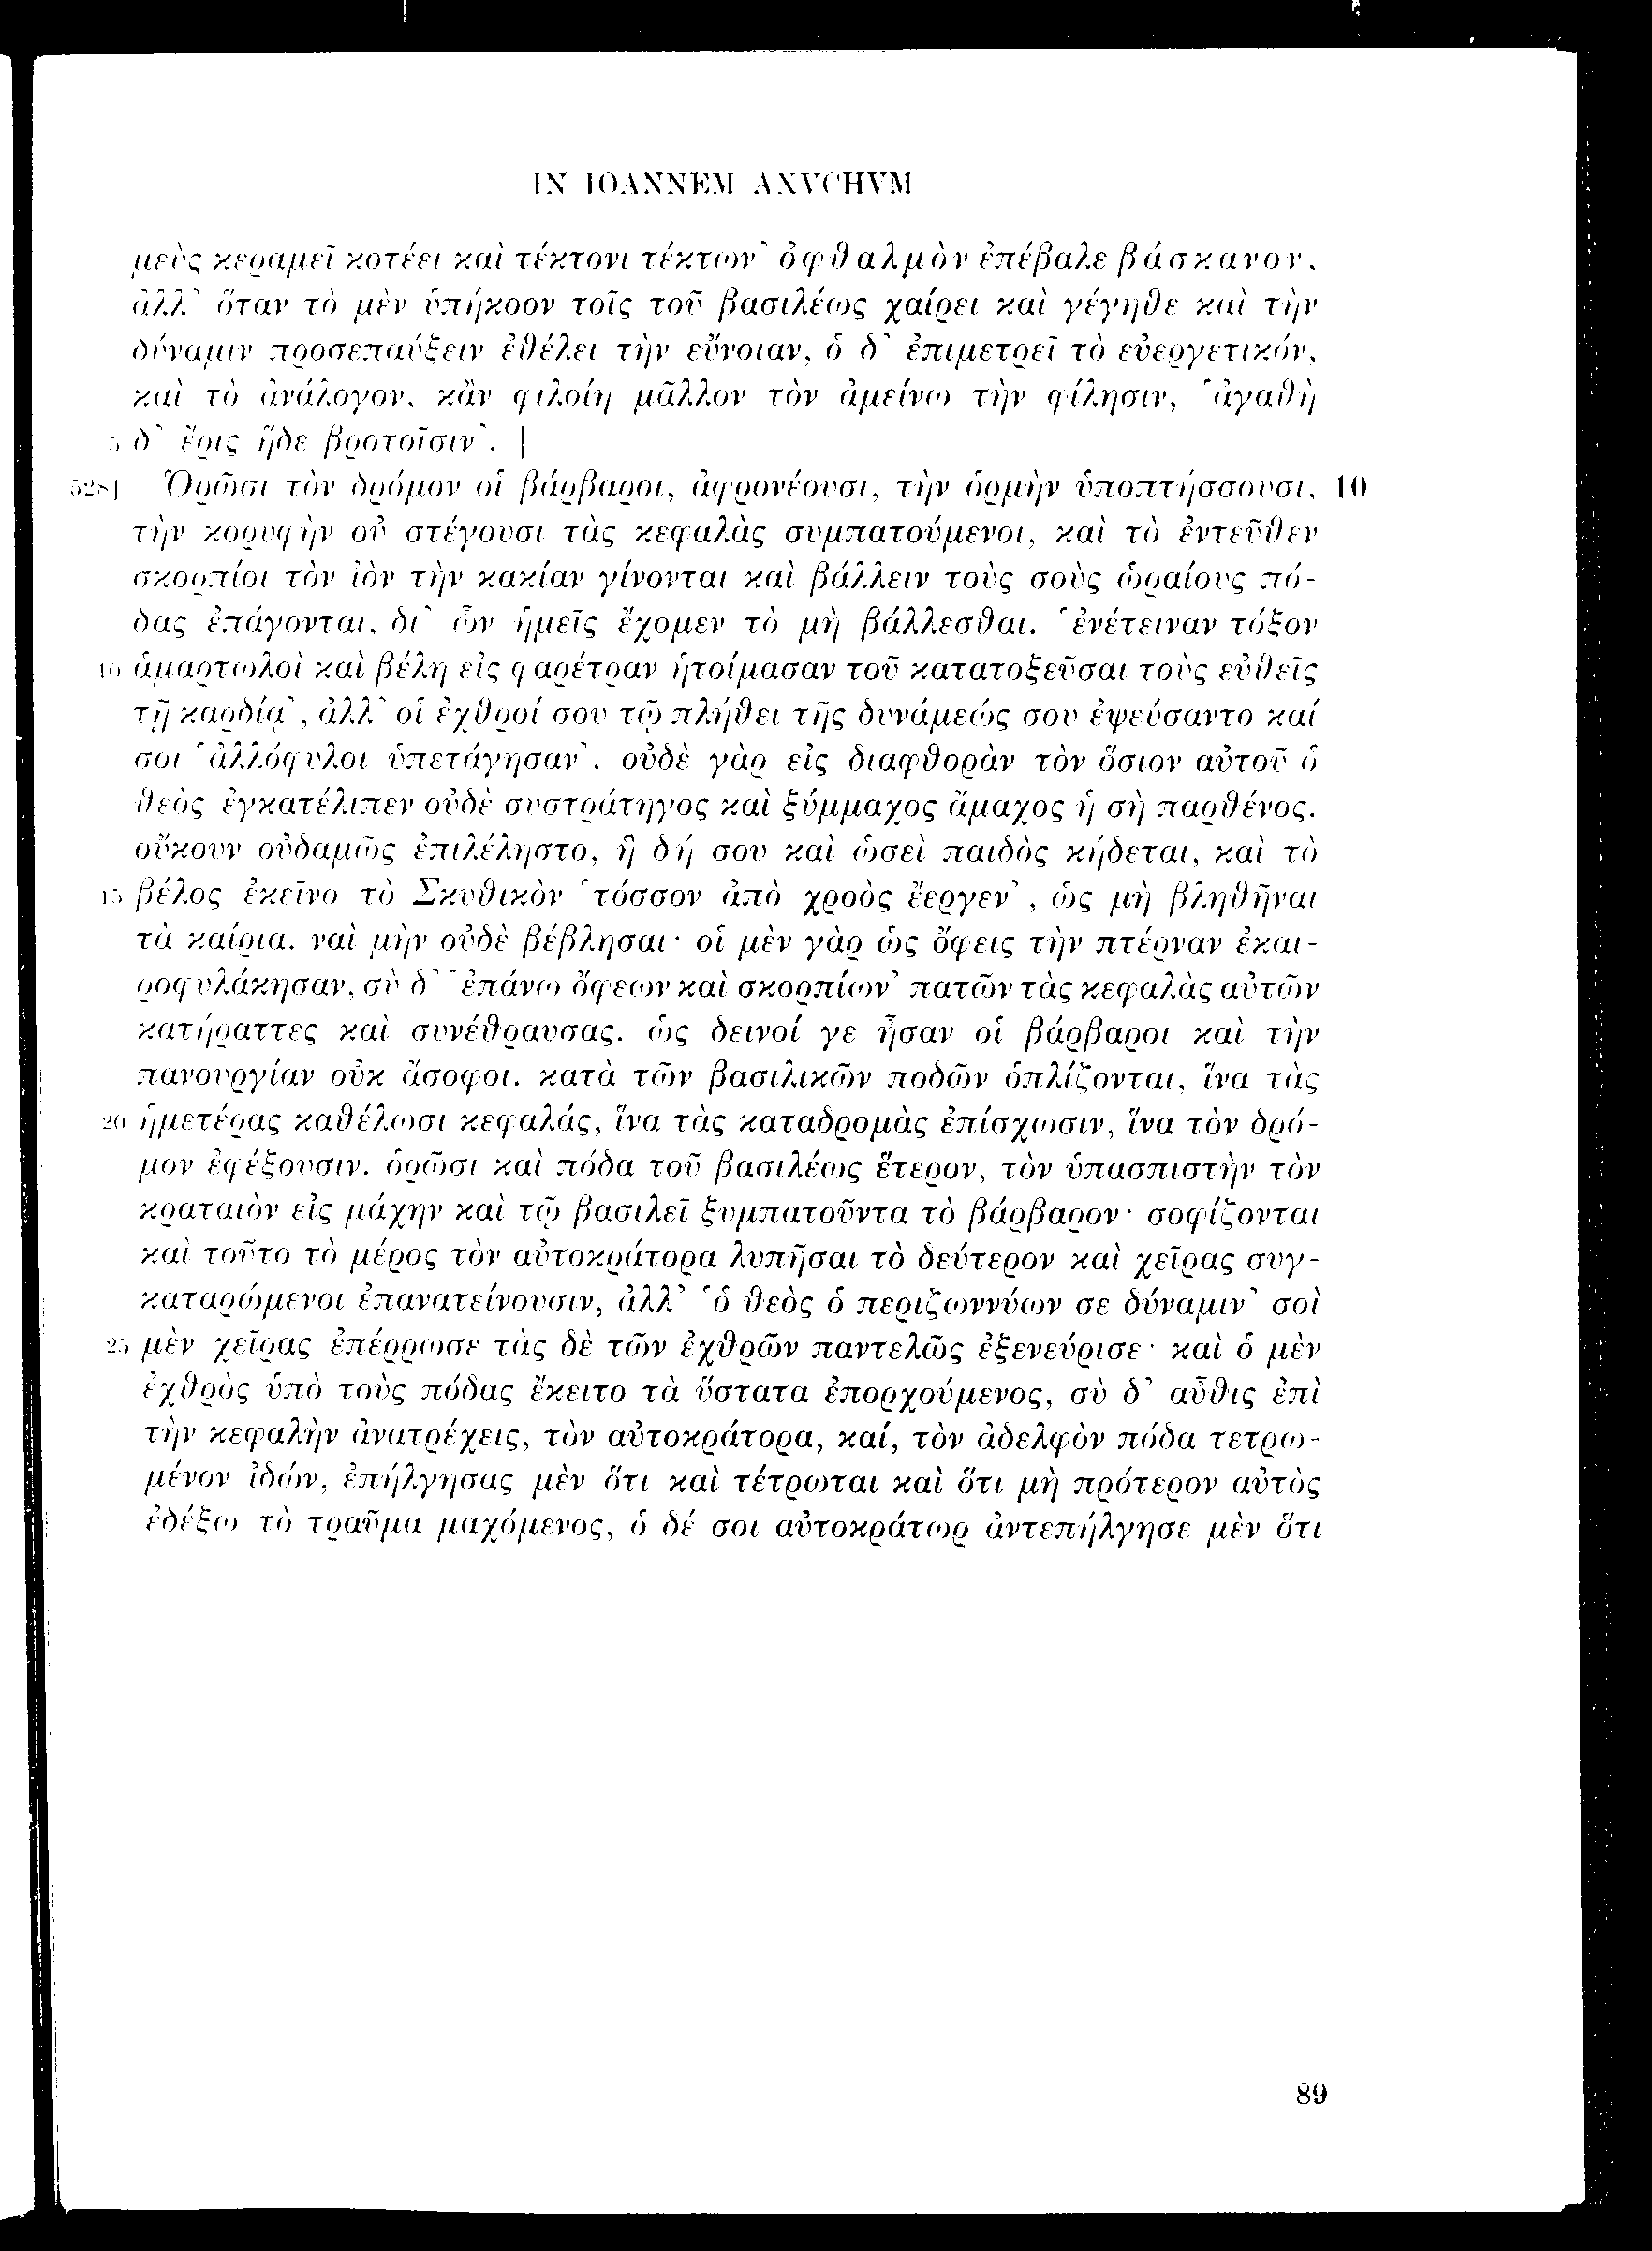 IN IOANNEM AXVCHVM
μεὺς κεραμεῖ κοτέει καὶ τέκτονι τέκτων’ ὀφθαλμὸν ἐπέβαλε βάσκανον.
ἀλλ’ ὅταν τὸ μὲν ὑπήκοον τοῖς τοῦ βασιλέως χαίρει καὶ γέγηθε καὶ τὴν
δύναμιν προσεπαύξειν ἐθέλει τὴν εὔνοιαν, ὁ δ’ ἐπιμετρεῖ τὸ εὐεργετικόν,
καὶ τὸ ἀνάλογον, κἂν φιλοίη μᾶλλον τὸν ἀμείνω τὴν φίλησιν, ‘ἀγαθὴ
5 δ’ ἔρις ἥδε βροτοῖσιν’. |
528] Ὁρῶσι τὸν δρόμον οἱ βάρβαροι, ἀφρονέουσι, τὴν ὁρμὴν ὑποπτήσσουσι, 10
τὴν κορυφὴν οὐ στέγουσι τὰς κεφαλὰς συμπατούμενοι, καὶ τὸ ἐντεῦθεν
σκορπίοι τὸν ἰὸν τὴν κακίαν γίνονται καὶ βάλλειν τοὺς σοὺς ὡραίους πό-
δας ἐπάγονται, δι’ ὧν ἡμεῖς ἔχομεν τὸ μὴ βάλλεσθαι. ‘ἐνέτειναν τόξον
10 ἁμαρτωλοὶ καὶ βέλη εἰς φαρέτραν ἡτοίμασαν τοῦ κατατοξεῦσαι τοὺς εὐθεῖς
τῇ καρδίᾳ’, ἀλλ’ οἱ ἐχθροί σου τῷ πλήθει τῆς δυνάμεώς σου ἐψεύσαντο καί
σοι ‘ἀλλόφυλοι ὑπετάγησαν’. οὐδὲ γὰρ εἰς διαφθορὰν τὸν ὅσιον αὐτοῦ ὁ
θεὸς ἐγκατέλιπεν οὐδὲ συστράτηγος καὶ ξύμμαχος ἄμαχος ἡ σὴ παρθένος.
οὔκουν οὐδαμῶς ἐπιλέληστο, ἣ δή σου καὶ ὡσεὶ παιδὸς κήδεται, καὶ τὸ
15 βέλος ἐκεῖνο τὸ Σκυθικὸν ‘τόσσον ἀπὸ χροὸς ἔεργεν’, ὡς μὴ βληθῆναι
τὰ καίρια. ναὶ μὴν οὐδὲ βέβλησαι· οἱ μὲν γὰρ ὡς ὄφεις τὴν πτέρναν ἐκαι-
ροφυλάκησαν, σὺ δ’ ‘ἐπάνω ὄφεων καὶ σκορπίων’ πατῶν τὰς κεφαλὰς αὐτῶν
κατήραττες καὶ συνέθραυσας. ὡς δεινοί γε ἦσαν οἱ βάρβαροι καὶ τὴν
πανουργίαν οὐκ ἄσοφοι. κατὰ τῶν βασιλικῶν ποδῶν ὁπλίζονται, ἵνα τὰς
20 ἡμετέρας καθέλωσι κεφαλάς, ἵνα τὰς καταδρομὰς ἐπίσχωσιν, ἵνα τὸν δρό-
μον ἐφέξουσιν. ὁρῶσι καὶ πόδα τοῦ βασιλέως ἕτερον, τὸν ὑπασπιστὴν τὸν
κραταιὸν εἰς μάχην καὶ τῷ βασιλεῖ ξυμπατοῦντα τὸ βάρβαρον· σοφίζονται
καὶ τοῦτο τὸ μέρος τὸν αὐτοκράτορα λυπῆσαι τὸ δεύτερον καὶ χεῖρας συγ-
καταρώμενοι ἐπανατείνουσιν, ἀλλ’ ‘ὁ θεὸς ὁ περιζωννύων σε δύναμιν’ σοὶ
25 μὲν χεῖρας ἐπέρρωσε τὰς δὲ τῶν ἐχθρῶν παντελῶς ἐξενεύρισε· καὶ ὁ μὲν
ἐχθρὸς ὑπὸ τοὺς πόδας ἔκειτο τὰ ὕστατα ἐπορχούμενος, σὺ δ’ αὖθις ἐπὶ
τὴν κεφαλὴν ἀνατρέχεις, τὸν αὐτοκράτορα, καί, τὸν ἀδελφὸν πόδα τετρω-
μένον ἰδών, ἐπήλγησας μὲν ὅτι καὶ τέτρωται καὶ ὅτι μὴ πρότερον αὐτὸς
ἐδέξω τὸ τραῦμα μαχόμενος, ὁ δέ σοι αὐτοκράτωρ ἀντεπήλγησε μὲν ὅτι
89